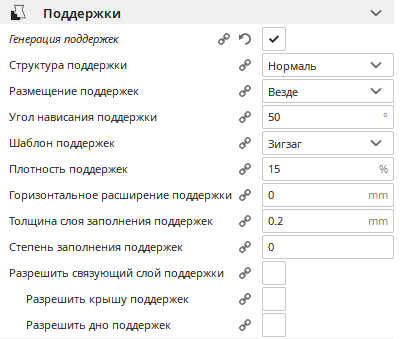 Поддержки
Генерация поддержек
Структура поддержки Нормаль
Размещение поддержек Везде
Угол нависания поддержки 50 °
Шаблон поддержек Зигзаг
Плотность поддержек 15 %
Горизонтальное расширение поддержки 0 mm
Толщина слоя заполнения поддержек 0.2 mm
Степень заполнения поддержек 0
Разрешить связующий слой поддержки
Разрешить крышу поддержек
Разрешить дно поддержек